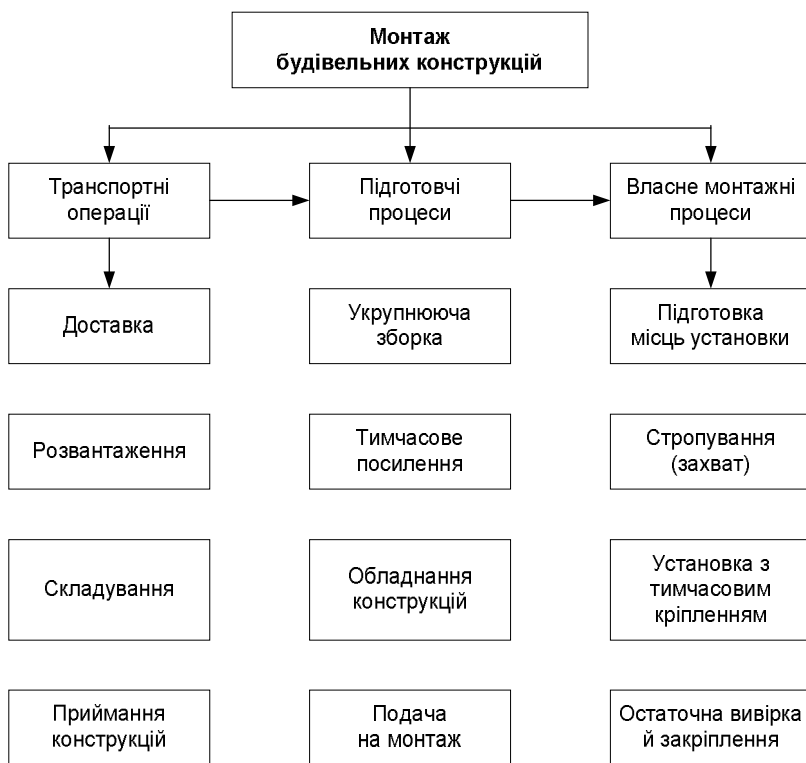 Монтаж
будівельних конструкцій
Транспортні
операції
Підготовчі
процеси
Власне монтажні
процеси
Доставка
Укрупнююча
зборка
Підготовка
місць установки
Розвантаження
Тимчасове
посилення
Стропування
(захват)
Складування
Обладнання
конструкцій
Установка з
тимчасовим
кріпленням
Приймання
конструкцій
Подача
на монтаж
Остаточна вивірка
й закріплення